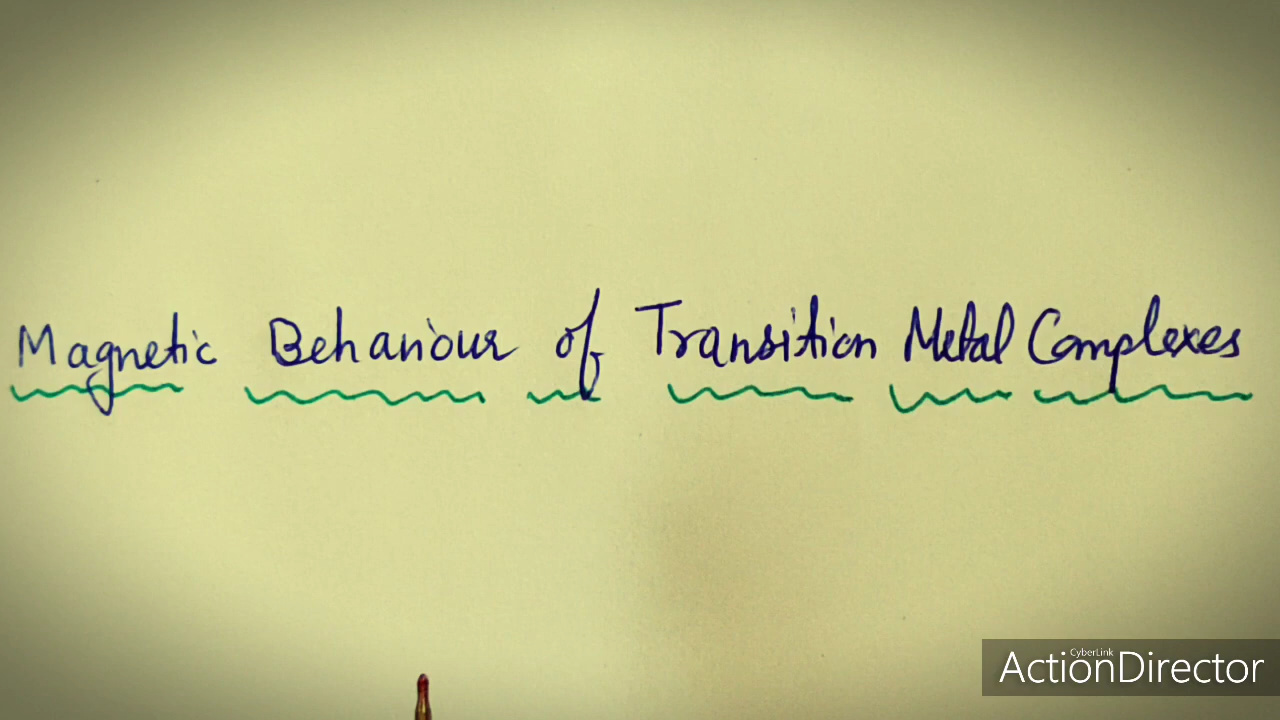 Magnetic Behaviour of Transition Metal Complexes
CyberLink
ActionDirector